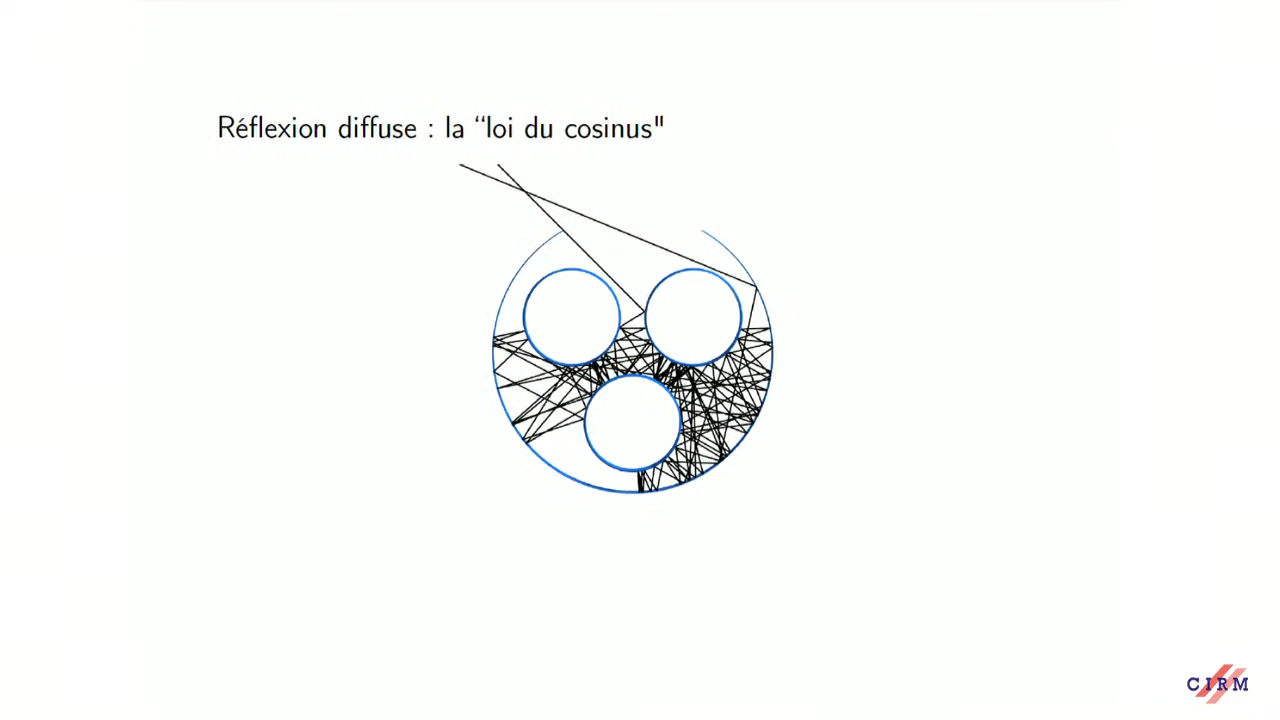 Réflexion diffuse : la “loi du cosinus"
CIRM